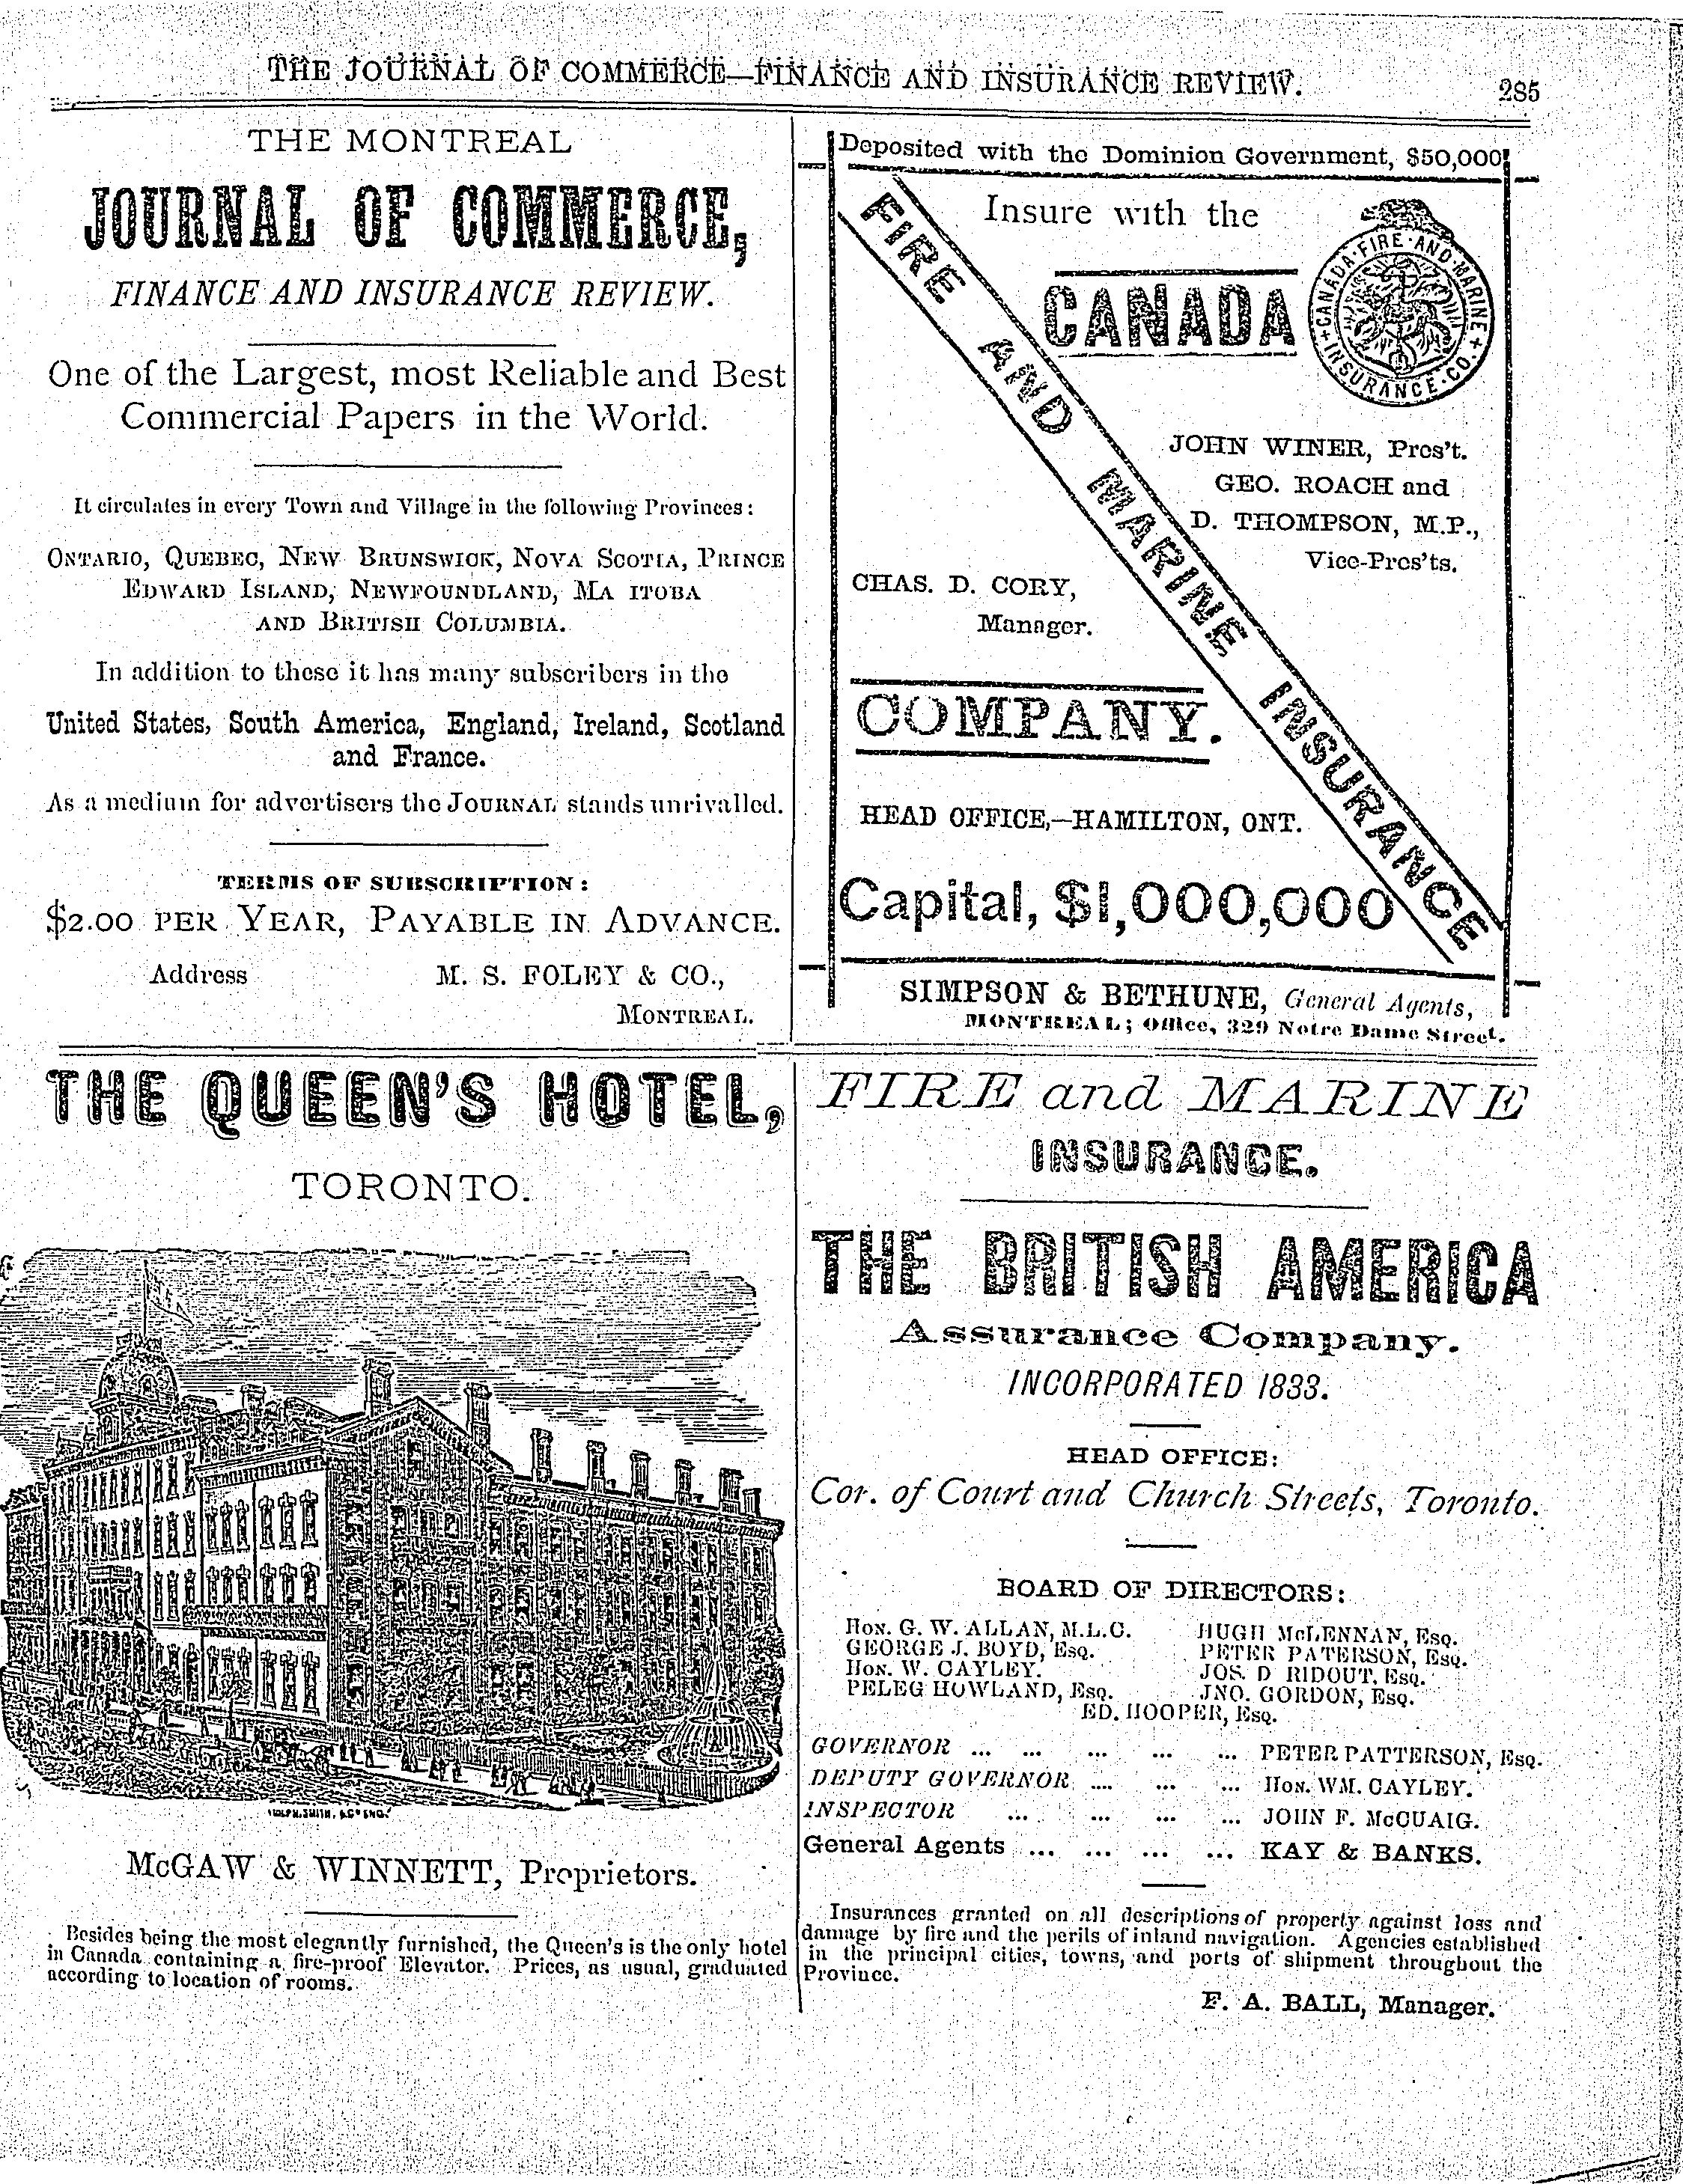 THE JOURNAL OF COMMERCE—FINANCE AND INSURANCE REVIEW.
285
THE MONTREAL
JOURNAL OF COMMERCE,
FINANCE AND INSURANCE REVIEW.
One of the Largest, most Reliable and Best
Commercial Papers in the World.
It circulates in every Town and Village in the following Provinces:
ONTARIO, QUEBEC, NEW BRUNSWICK, NOVA SCOTIA, PRINCE
EDWARD ISLAND, NEWFOUNDLAND, MA ITOBA
AND BRITISH COLUMBIA.
In addition to these it has many subscribers in the
United States, South America, England, Ireland, Scotland
and France.
As a medium for advertisers the JOURNAL stands unrivalled.
TERMS OF SUBSCRIPTION:
$2.00 PER YEAR, PAYABLE IN ADVANCE.
Address M. S. FOLEY & CO.,
MONTREAL.
Deposited with the Dominion Government, $50,000
Insure with the
CANADA
FIRE AND MARINE INSURANCE
CANADA·FIRE·AND·MARINE+
+INSURANCE·CO.
JOHN WINER, Pres't.
GEO. ROACH and
D. THOMPSON, M.P.,
Vice-Pres'ts.
CHAS. D. CORY,
Manager.
COMPANY.
HEAD OFFICE,—HAMILTON, ONT.
Capital, $1,000,000
SIMPSON & BETHUNE, General Agents,
MONTREAL; Office, 329 Notre Dame Street.
THE QUEEN'S HOTEL,
TORONTO.
McGAW & WINNETT, Proprietors.
Besides being the most elegantly furnished, the Queen's is the only hotel
in Canada containing a fire-proof Elevator. Prices, as usual, graduated
according to location of rooms.
FIRE and MARINE
INSURANCE.
THE BRITISH AMERICA
Assurance Company.
INCORPORATED 1833.
HEAD OFFICE:
Cor. of Court and Church Streets, Toronto.
BOARD OF DIRECTORS:
HON. G. W. ALLAN, M.L.C. HUGH McLENNAN, ESQ.
GEORGE J. BOYD, ESQ. PETER PATERSON, ESQ.
HON. W. CAYLEY. JOS. D RIDOUT, ESQ.
PELEG HOWLAND, ESQ. JNO. GORDON, ESQ.
ED. HOOPER, ESQ.
GOVERNOR ... ... ... ... ... PETER PATTERSON, ESQ.
DEPUTY GOVERNOR .... ... ... HON. WM. CAYLEY.
INSPECTOR ... ... ... ... JOHN F. McCUAIG.
General Agents ... ... ... ... KAY & BANKS.
Insurances granted on all descriptions of property against loss and
damage by fire and the perils of inland navigation. Agencies established
in the principal cities, towns, and ports of shipment throughout the
Province.
F. A. BALL, Manager.